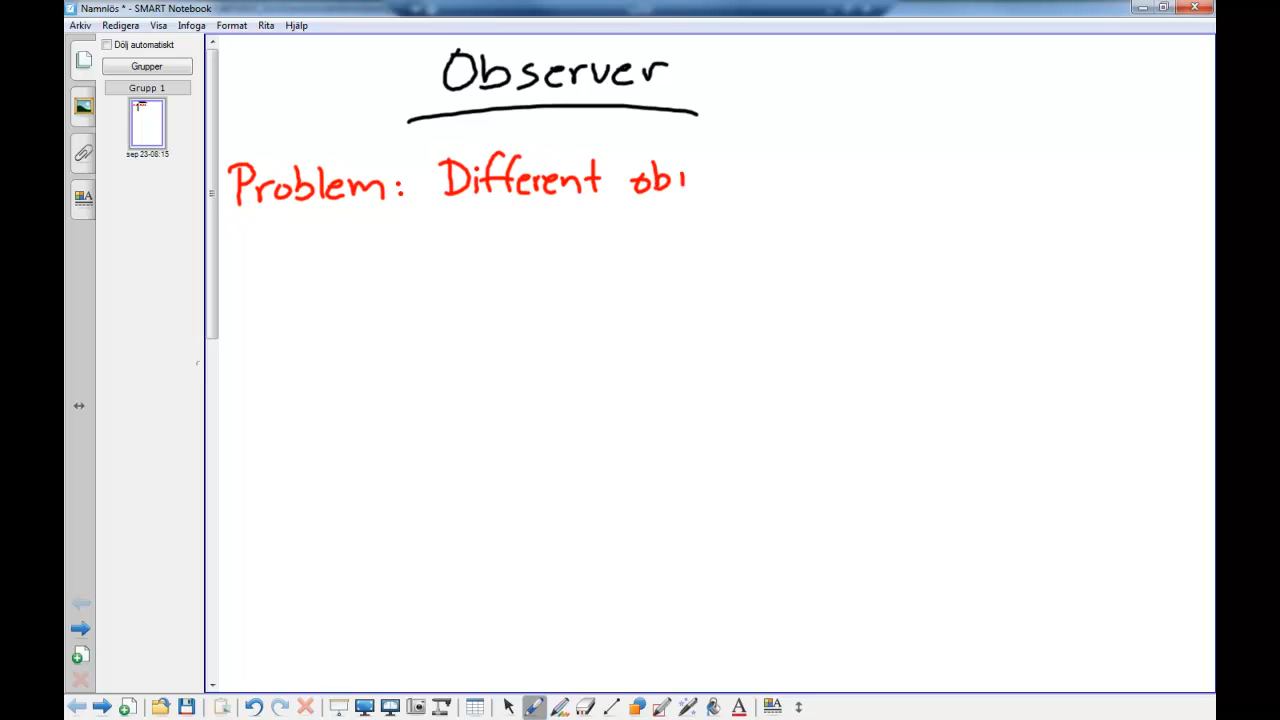 Namnlös * - SMART Notebook
Arkiv Redigera Visa Infoga Format Rita Hjälp
Dölj automatiskt
Grupper
Grupp 1
sep 23-08:15
Observer
Problem: Different ob